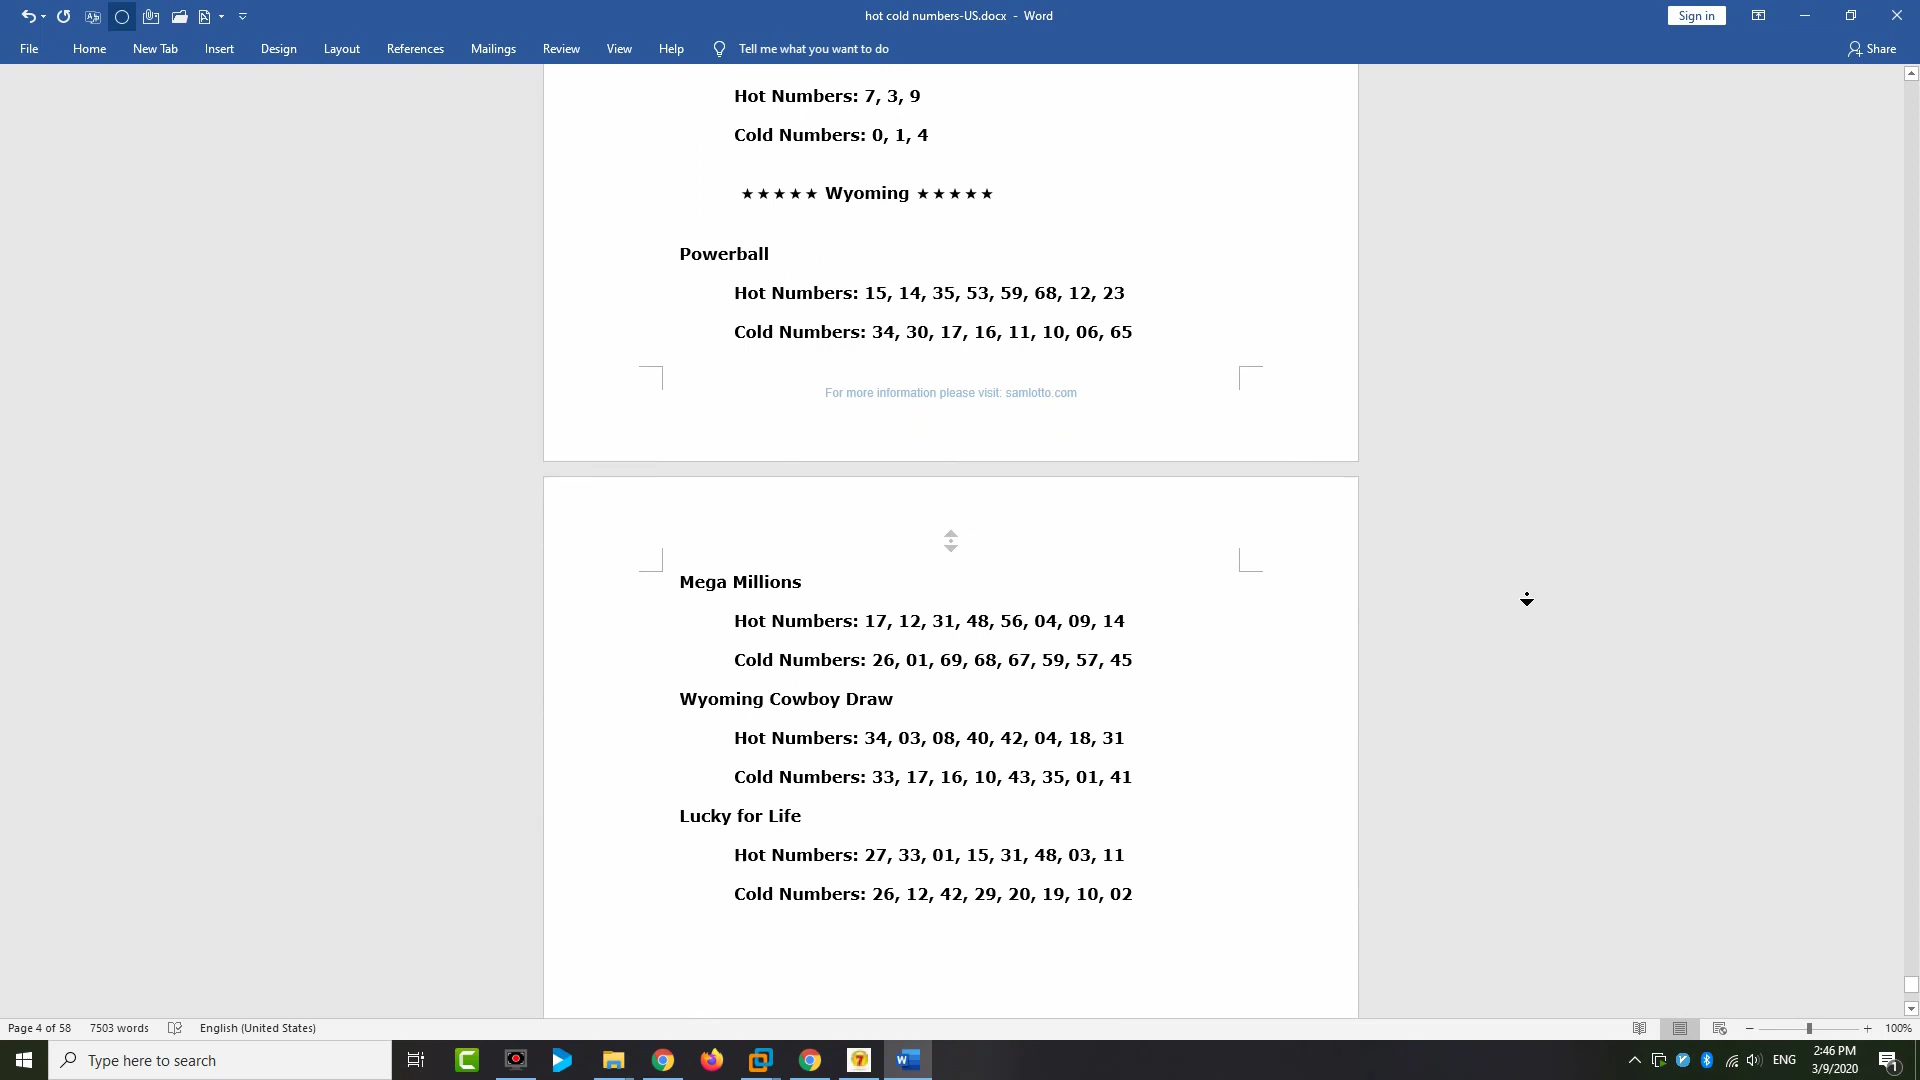 hot cold numbers-US.docx - Word
Sign in
File Home New Tab Insert Design Layout References Mailings Review View Help Tell me what you want to do Share
Hot Numbers: 7, 3, 9
Cold Numbers: 0, 1, 4
★★★★★ Wyoming ★★★★★
Powerball
Hot Numbers: 15, 14, 35, 53, 59, 68, 12, 23
Cold Numbers: 34, 30, 17, 16, 11, 10, 06, 65
For more information please visit: samlotto.com
Mega Millions
Hot Numbers: 17, 12, 31, 48, 56, 04, 09, 14
Cold Numbers: 26, 01, 69, 68, 67, 59, 57, 45
Wyoming Cowboy Draw
Hot Numbers: 34, 03, 08, 40, 42, 04, 18, 31
Cold Numbers: 33, 17, 16, 10, 43, 35, 01, 41
Lucky for Life
Hot Numbers: 27, 33, 01, 15, 31, 48, 03, 11
Cold Numbers: 26, 12, 42, 29, 20, 19, 10, 02
Page 4 of 58 7503 words English (United States) 100%
Type here to search
ENG
2:46 PM
3/9/2020
1